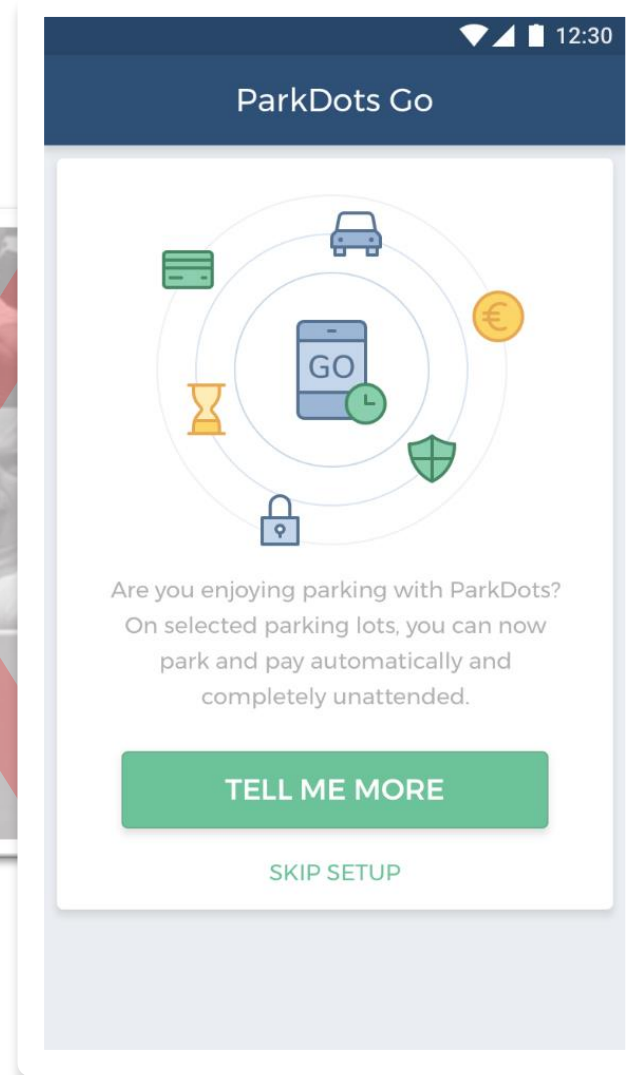 12:30
ParkDots Go
GO
Are you enjoying parking with ParkDots?
On selected parking lots, you can now
park and pay automatically and
completely unattended.
TELL ME MORE
SKIP SETUP